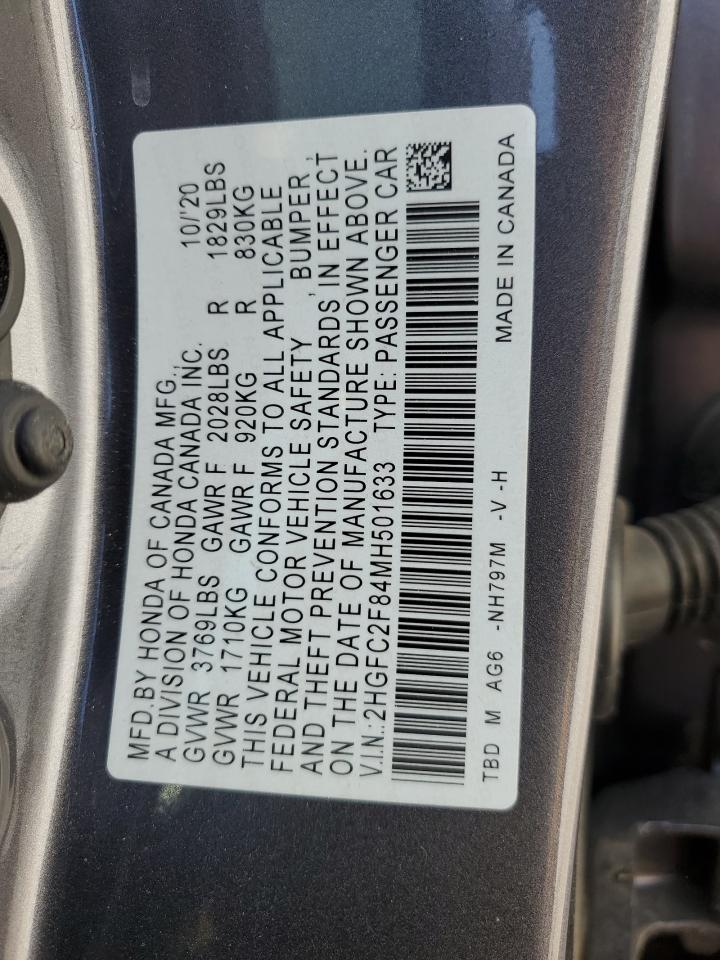 MFD.BY HONDA OF CANADA MFG.,
A DIVISION OF HONDA CANADA INC. 10/'20
GVWR 3769LBS GAWR F 2028LBS R 1829LBS
GVWR 1710KG GAWR F 920KG R 830KG
THIS VEHICLE CONFORMS TO ALL APPLICABLE
FEDERAL MOTOR VEHICLE SAFETY , BUMPER ,
AND THEFT PREVENTION STANDARDS IN EFFECT
ON THE DATE OF MANUFACTURE SHOWN ABOVE.
V.I.N.:2HGFC2F84MH501633 TYPE: PASSENGER CAR
TBD M AG6 -NH797M -V -H MADE IN CANADA